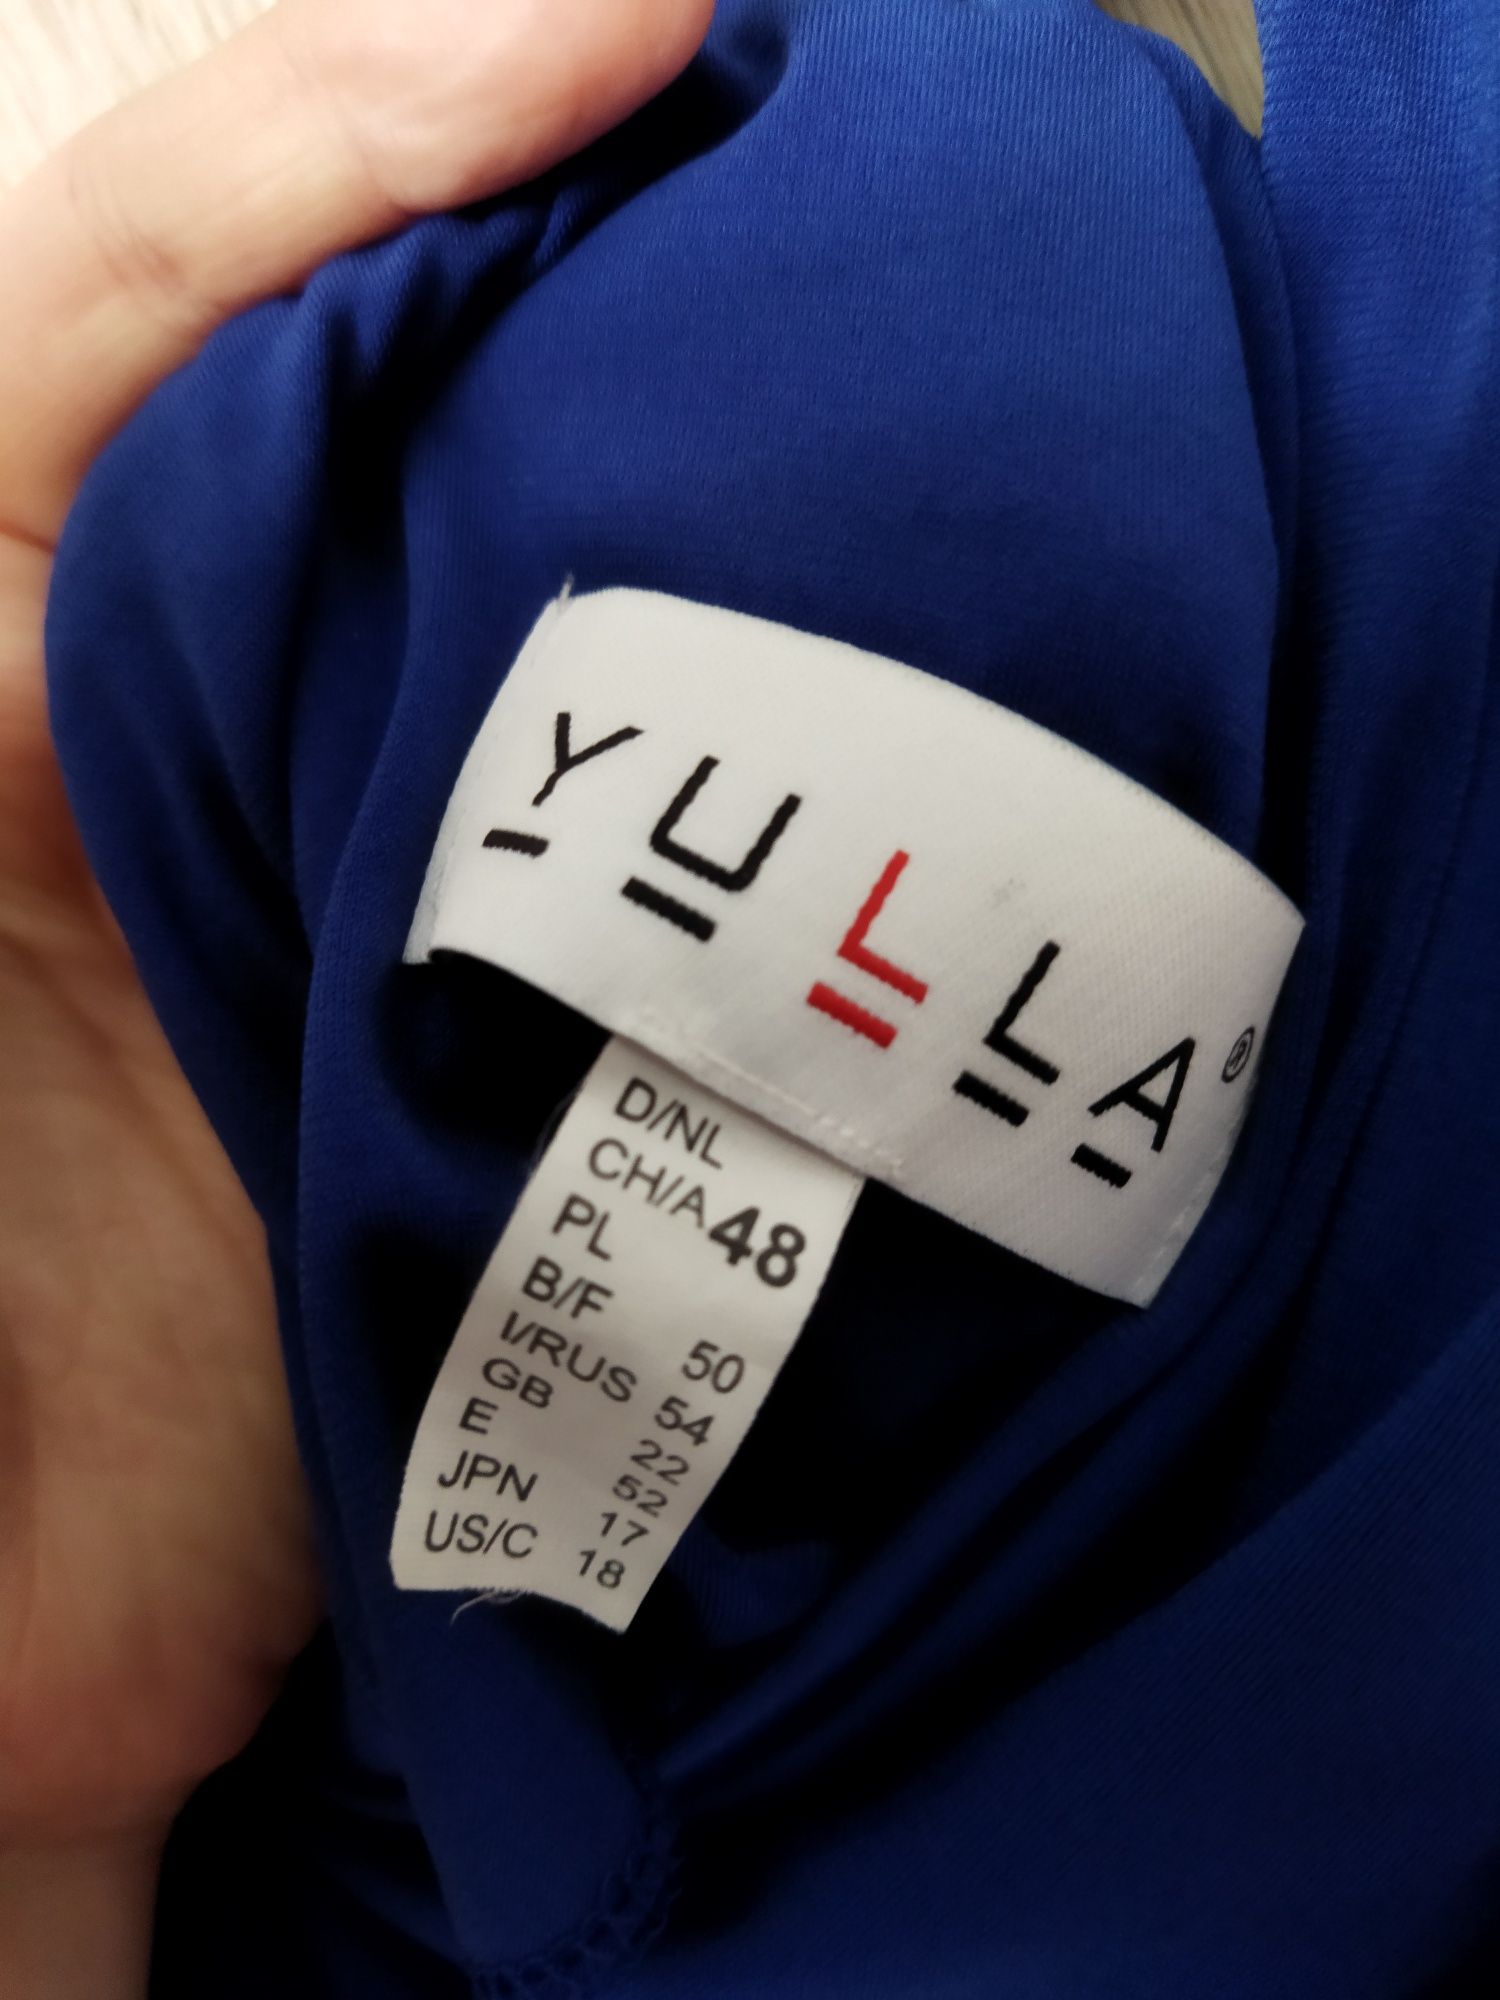 YULLA®
D/NL
CH/A 48
PL
B/F 50
I/RUS 54
GB 22
E 52
JPN 17
US/C 18